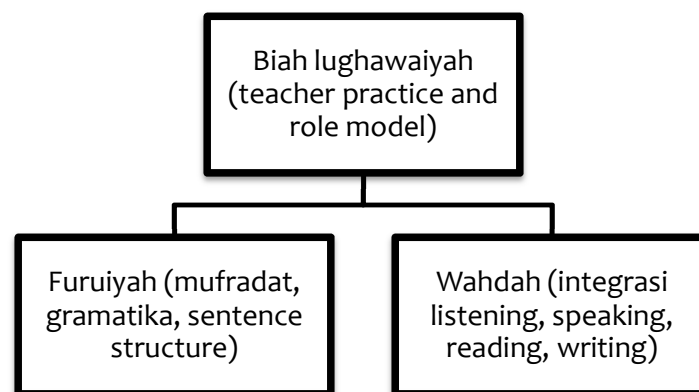 Biah lughawaiyah
(teacher practice and
role model)
Furuiyah (mufradat,
gramatika, sentence
structure)
Wahdah (integrasi
listening, speaking,
reading, writing)